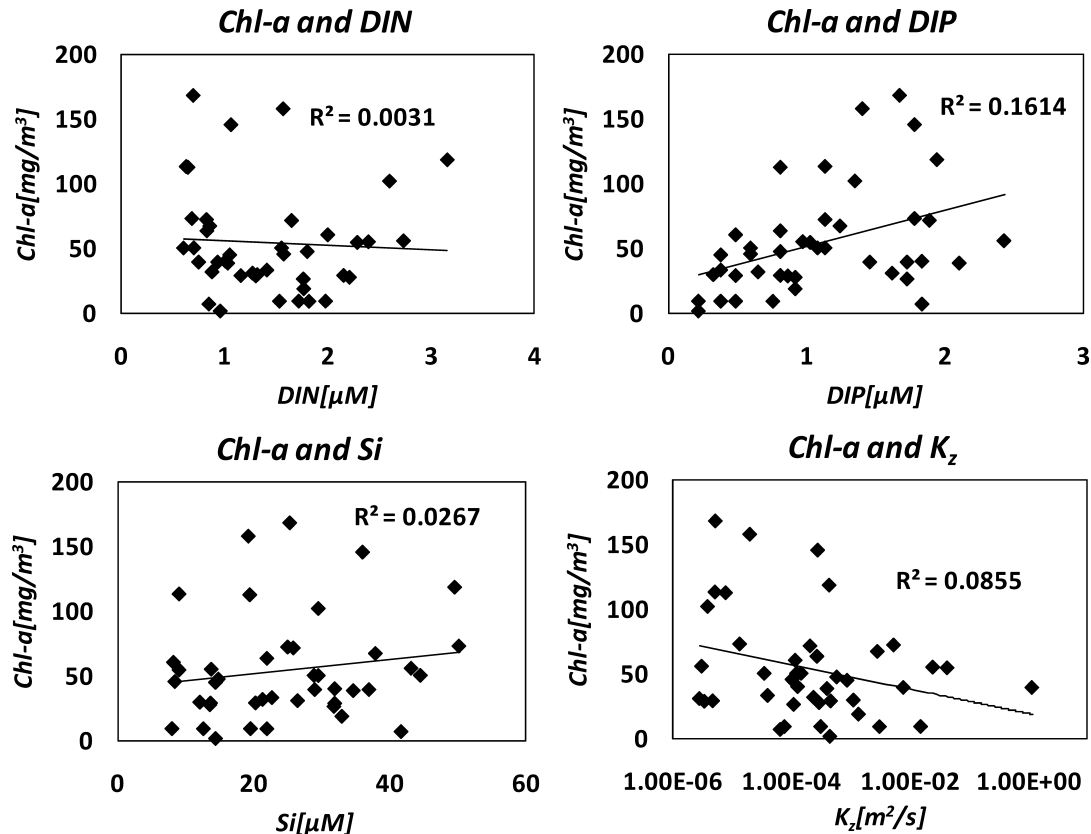 Chl-a and DIN
200
150
100
50
0
Chl-a[mg/m³]
R² = 0.0031
0 1 2 3 4
DIN[µM]
Chl-a and DIP
200
150
100
50
0
Chl-a[mg/m³]
R² = 0.1614
0 1 2 3
DIP[µM]
Chl-a and Si
200
150
100
50
0
Chl-a[mg/m³]
R² = 0.0267
0 20 40 60
Si[µM]
Chl-a and Kz
200
150
100
50
0
Chl-a[mg/m³]
R² = 0.0855
1.00E-06 1.00E-04 1.00E-02 1.00E+00
Kz[m²/s]